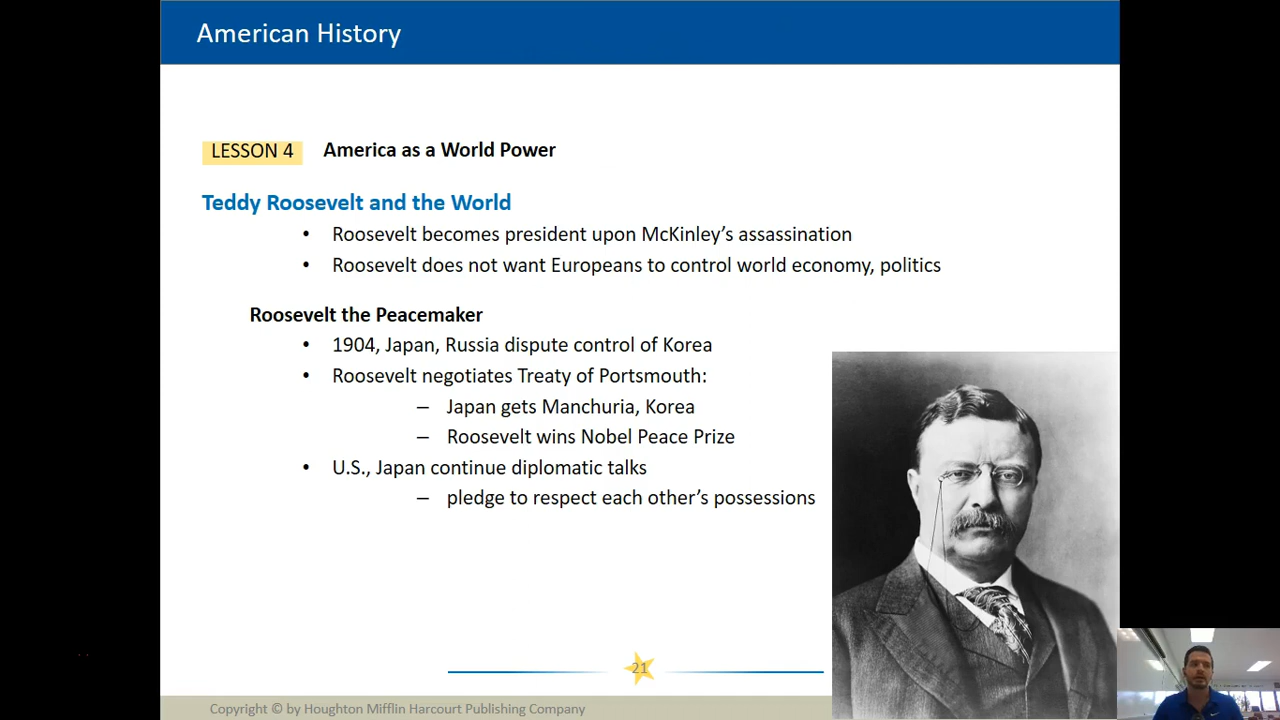 American History
LESSON 4 America as a World Power
Teddy Roosevelt and the World
• Roosevelt becomes president upon McKinley’s assassination
• Roosevelt does not want Europeans to control world economy, politics
Roosevelt the Peacemaker
• 1904, Japan, Russia dispute control of Korea
• Roosevelt negotiates Treaty of Portsmouth:
– Japan gets Manchuria, Korea
– Roosevelt wins Nobel Peace Prize
• U.S., Japan continue diplomatic talks
– pledge to respect each other’s possessions
21
Copyright © by Houghton Mifflin Harcourt Publishing Company